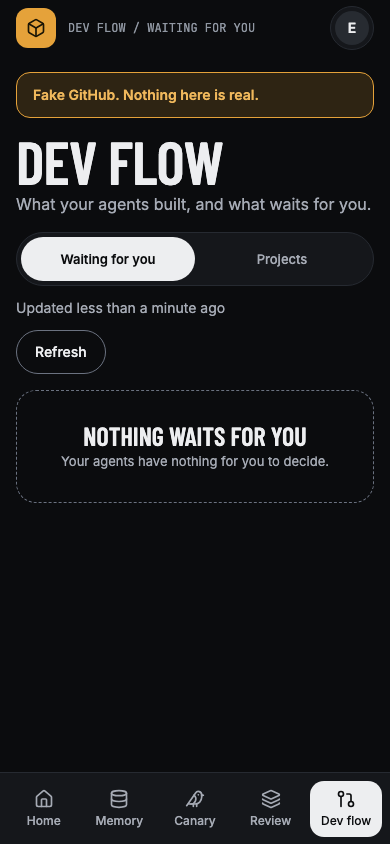 DEV FLOW / WAITING FOR YOU
E
Fake GitHub. Nothing here is real.
DEV FLOW
What your agents built, and what waits for you.
Waiting for you
Projects
Updated less than a minute ago
Refresh
NOTHING WAITS FOR YOU
Your agents have nothing for you to decide.
Home
Memory
Canary
Review
Dev flow